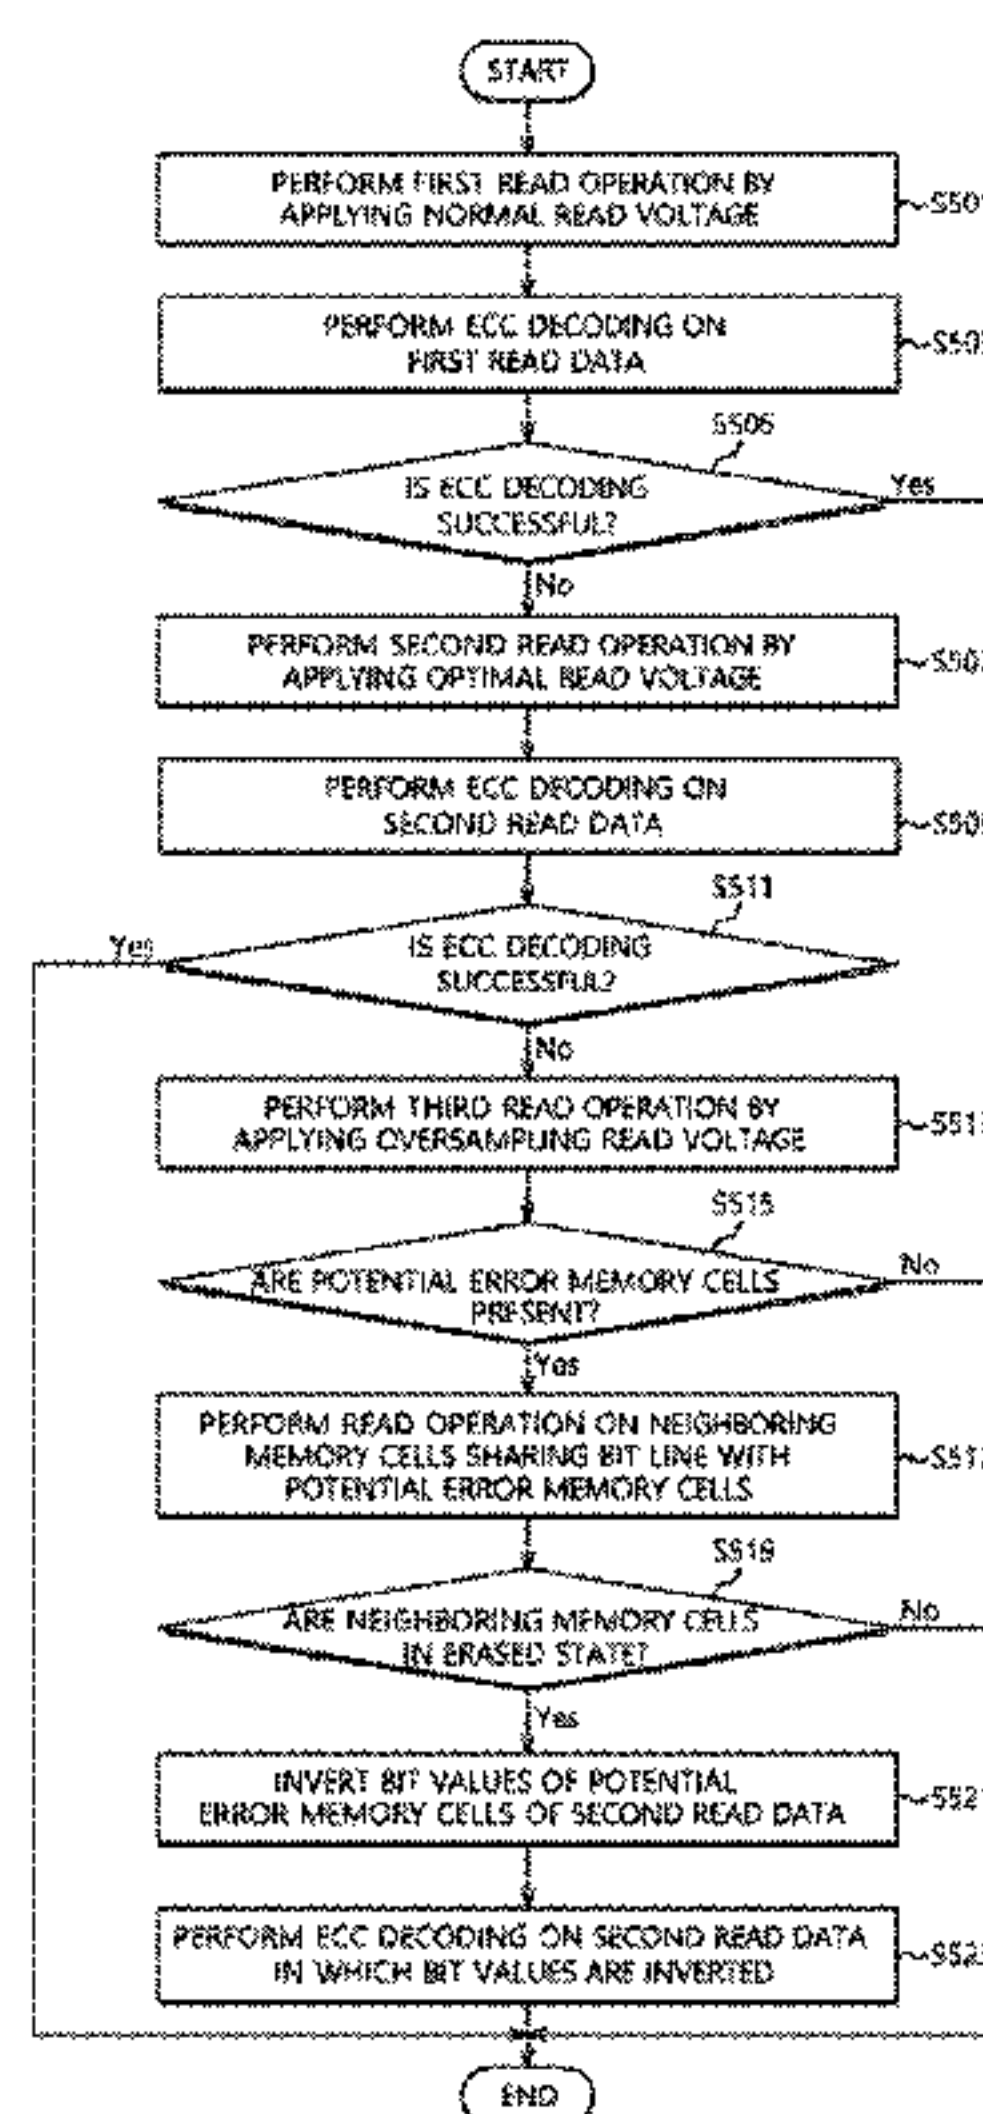 START
PERFORM FIRST READ OPERATION BY
APPLYING NORMAL READ VOLTAGE
PERFORM ECC DECODING ON
FIRST READ DATA
S505
IS ECC DECODING
SUCCESSFUL?
Yes
No
PERFORM SECOND READ OPERATION BY
APPLYING OPTIMAL READ VOLTAGE
PERFORM ECC DECODING ON
SECOND READ DATA
S511
Yes
IS ECC DECODING
SUCCESSFUL?
No
PERFORM THIRD READ OPERATION BY
APPLYING OVERSAMPLING READ VOLTAGE
S515
ARE POTENTIAL ERROR MEMORY CELLS
PRESENT?
No
Yes
PERFORM READ OPERATION ON NEIGHBORING
MEMORY CELLS SHARING BIT LINE WITH
POTENTIAL ERROR MEMORY CELLS
S519
ARE NEIGHBORING MEMORY CELLS
IN ERASED STATE?
No
Yes
INVERT BIT VALUES OF POTENTIAL
ERROR MEMORY CELLS OF SECOND READ DATA
PERFORM ECC DECODING ON SECOND READ DATA
IN WHICH BIT VALUES ARE INVERTED
END